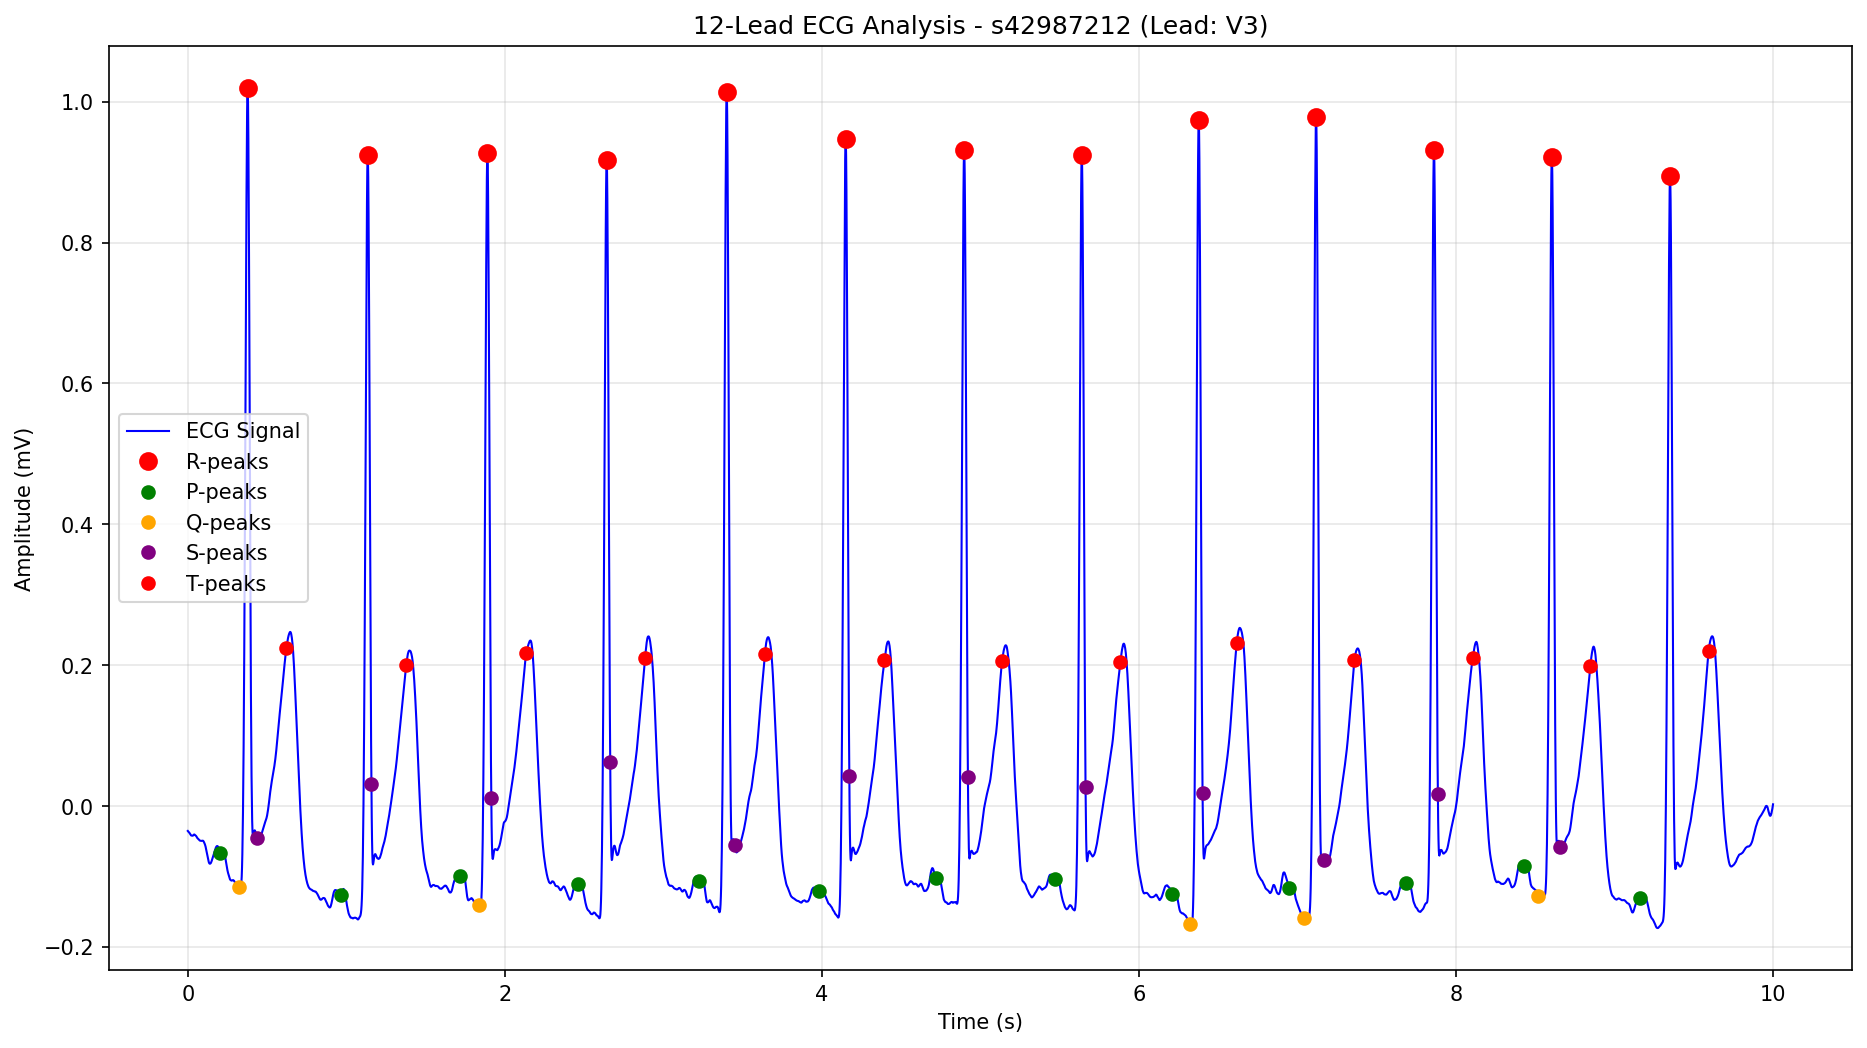 12-Lead ECG Analysis - s42987212 (Lead: V3)
Amplitude (mV)
1.0
0.8
0.6
0.4
0.2
0.0
−0.2
ECG Signal
R-peaks
P-peaks
Q-peaks
S-peaks
T-peaks
0 2 4 6 8 10
Time (s)